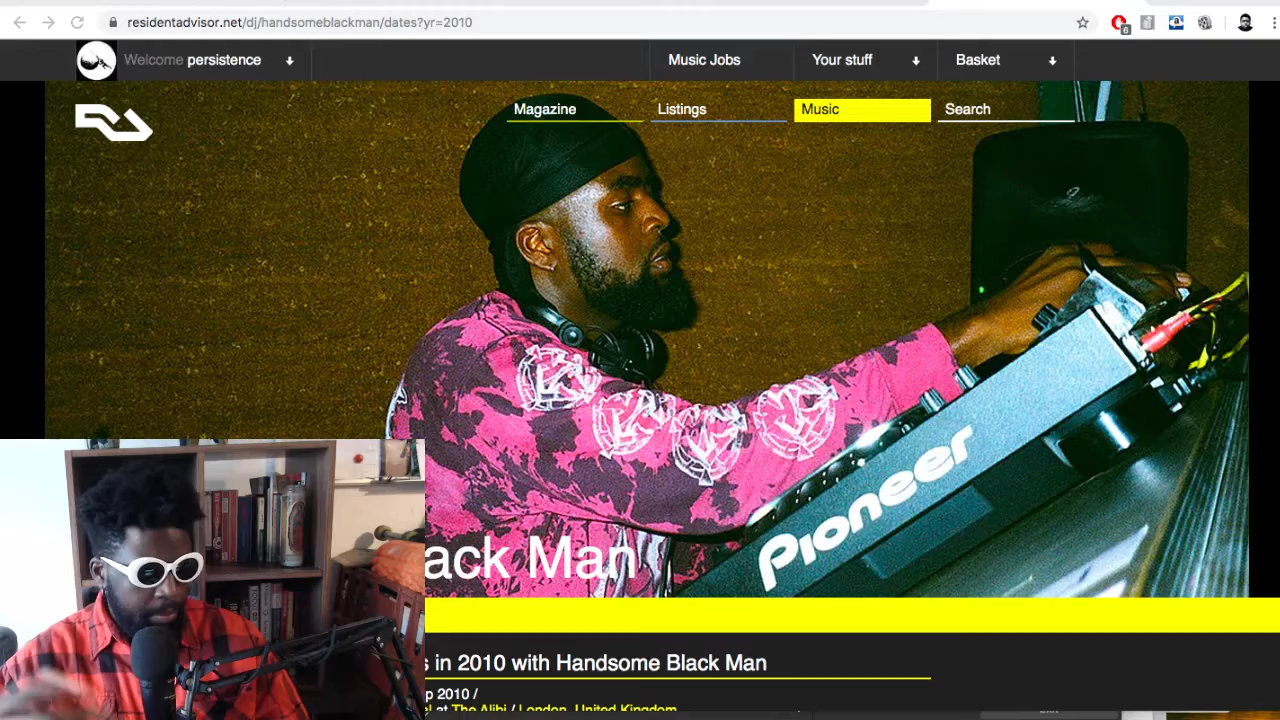 residentadvisor.net/dj/handsomeblackman/dates?yr=2010
6
Welcome persistence
Music Jobs
Your stuff
Basket
Magazine
Listings
Music
Search
Pioneer
ack Man
s in 2010 with Handsome Black Man
p 2010 /
at The Alibi / London, United Kingdom